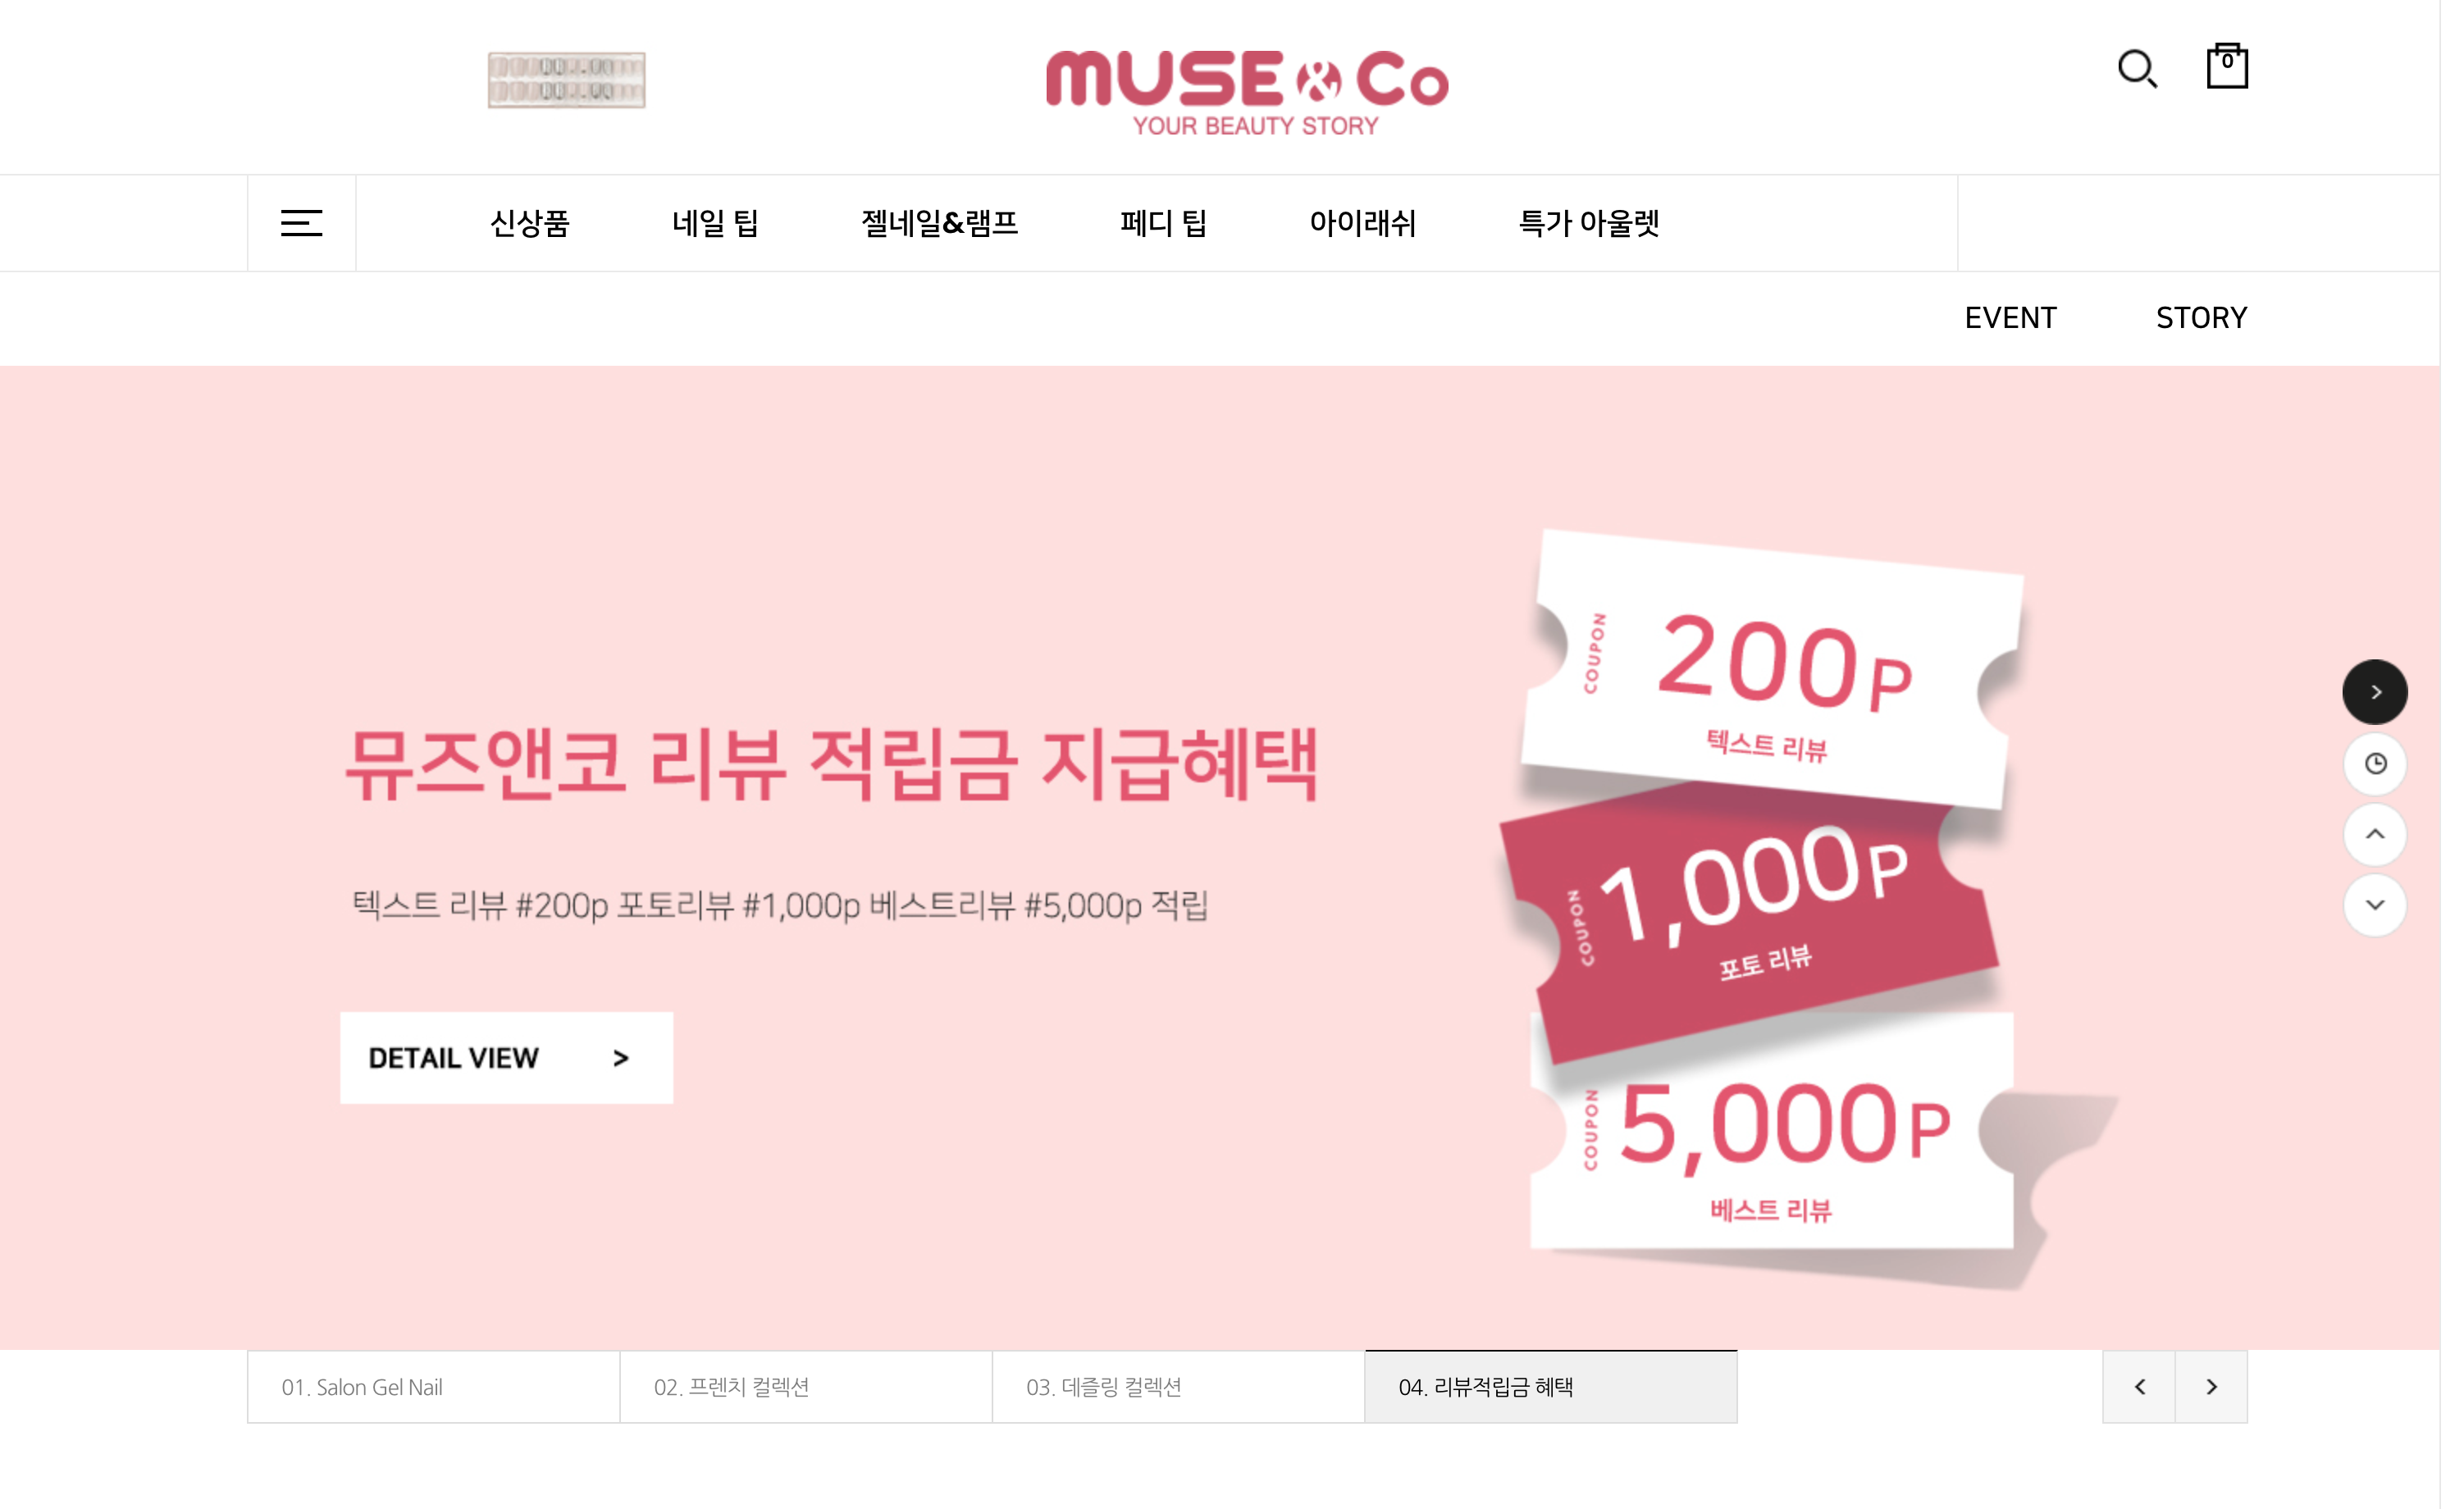 MUSE & Co
YOUR BEAUTY STORY
0
신상품 네일 팁 젤네일&램프 페디 팁 아이래쉬 특가 아울렛
EVENT STORY
뮤즈앤코 리뷰 적립금 지급혜택
텍스트 리뷰 #200p 포토리뷰 #1,000p 베스트리뷰 #5,000p 적립
DETAIL VIEW >
COUPON
200P
텍스트 리뷰
COUPON
1,000P
포토 리뷰
COUPON
5,000P
베스트 리뷰
01. Salon Gel Nail
02. 프렌치 컬렉션
03. 데즐링 컬렉션
04. 리뷰적립금 혜택